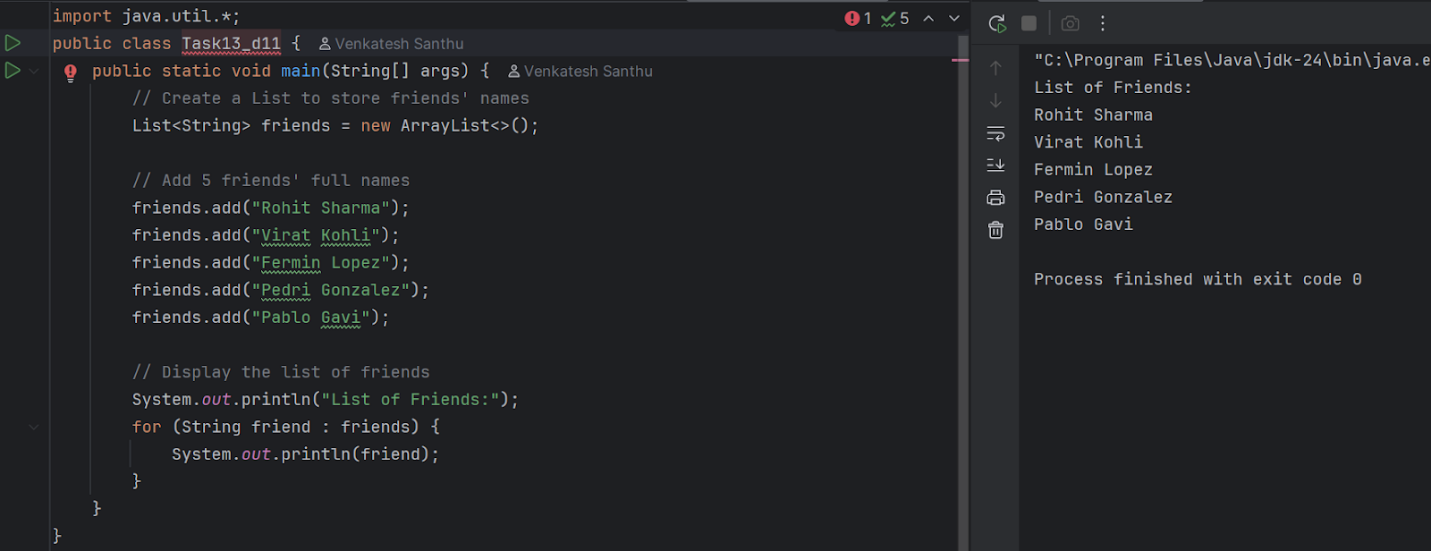 import java.util.*;
1 5
public class Task13_d11 { Venkatesh Santhu
public static void main(String[] args) { Venkatesh Santhu
// Create a List to store friends' names
List<String> friends = new ArrayList<>();
// Add 5 friends' full names
friends.add("Rohit Sharma");
friends.add("Virat Kohli");
friends.add("Fermin Lopez");
friends.add("Pedri Gonzalez");
friends.add("Pablo Gavi");
// Display the list of friends
System.out.println("List of Friends:");
for (String friend : friends) {
System.out.println(friend);
}
}
}
"C:\Program Files\Java\jdk-24\bin\java.e
List of Friends:
Rohit Sharma
Virat Kohli
Fermin Lopez
Pedri Gonzalez
Pablo Gavi
Process finished with exit code 0